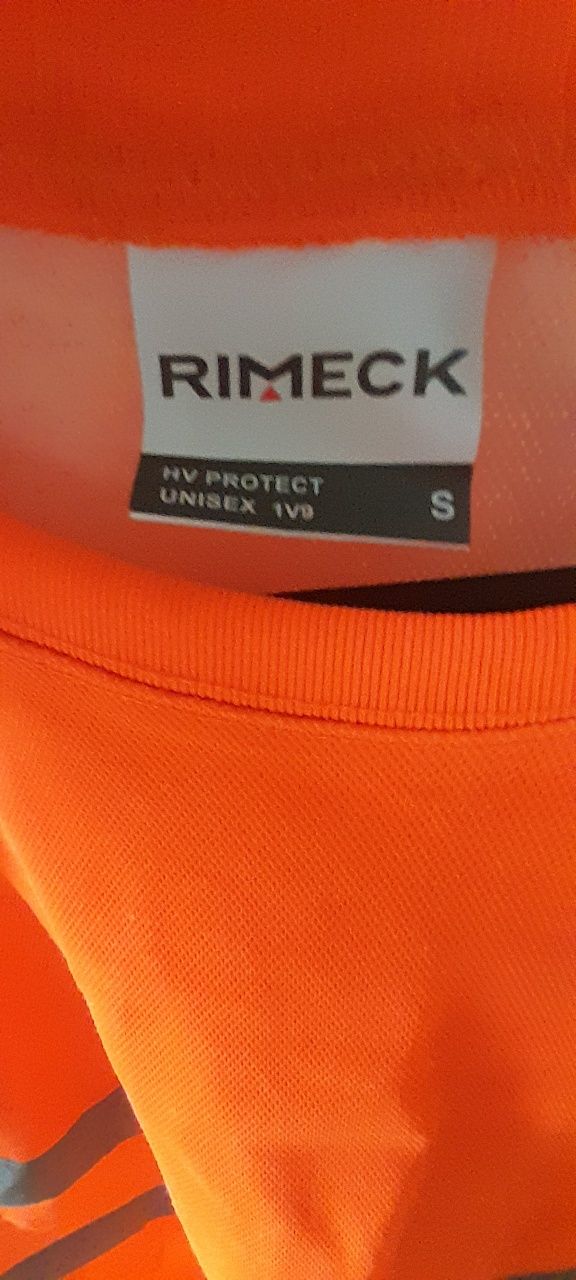 RIMECK
HV PROTECT
UNISEX 1V9
S